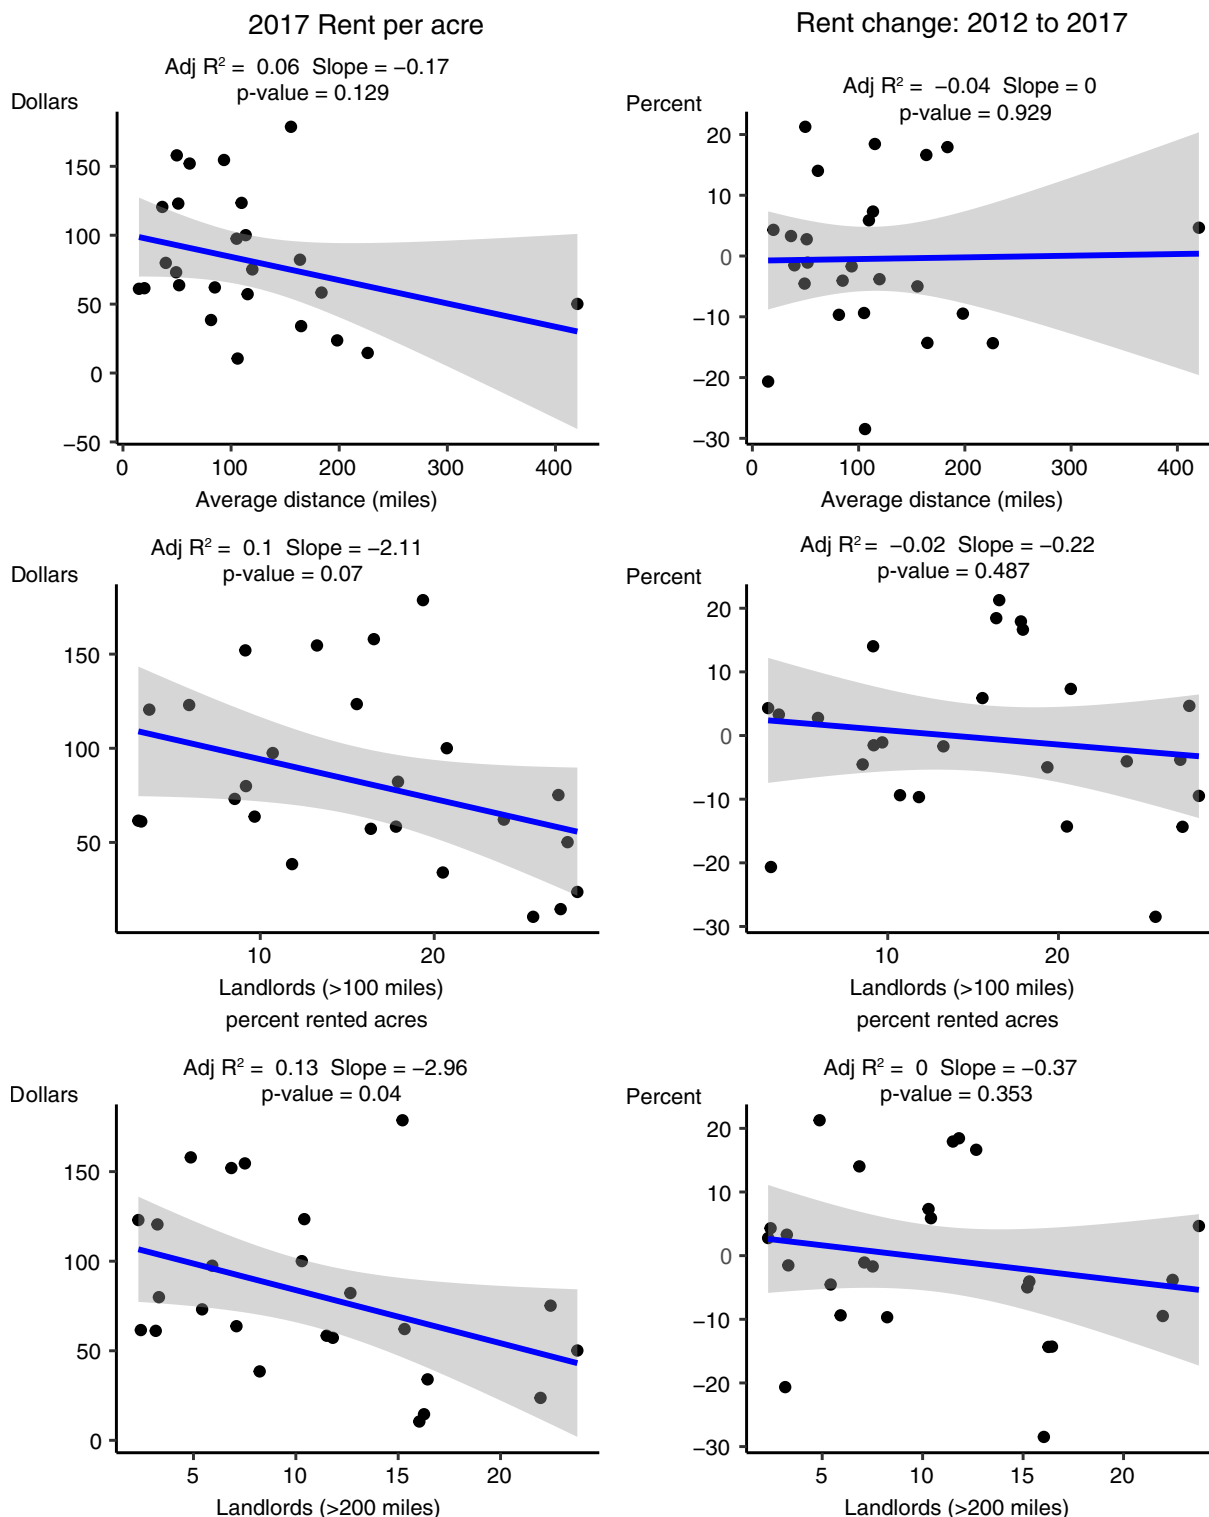 2017 Rent per acre
Adj R² = 0.06 Slope = −0.17
p-value = 0.129
Dollars
150
100
50
0
−50
0 100 200 300 400
Average distance (miles)
Rent change: 2012 to 2017
Adj R² = −0.04 Slope = 0
p-value = 0.929
Percent
20
10
0
−10
−20
−30
0 100 200 300 400
Average distance (miles)
Adj R² = 0.1 Slope = −2.11
p-value = 0.07
Dollars
150
100
50
10 20
Landlords (>100 miles)
percent rented acres
Adj R² = −0.02 Slope = −0.22
p-value = 0.487
Percent
20
10
0
−10
−20
−30
10 20
Landlords (>100 miles)
percent rented acres
Adj R² = 0.13 Slope = −2.96
p-value = 0.04
Dollars
150
100
50
0
5 10 15 20
Landlords (>200 miles)
Adj R² = 0 Slope = −0.37
p-value = 0.353
Percent
20
10
0
−10
−20
−30
5 10 15 20
Landlords (>200 miles)